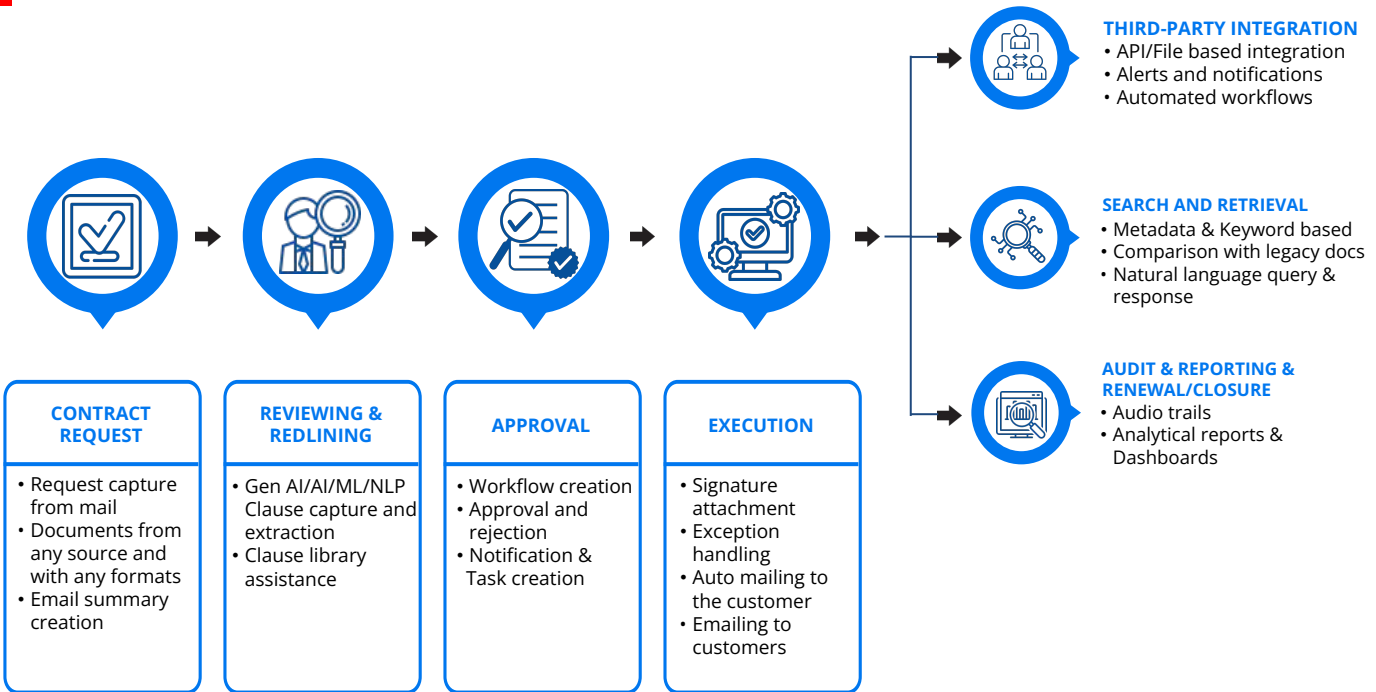 CONTRACT
REQUEST
• Request capture
from mail
• Documents from
any source and
with any formats
• Email summary
creation
REVIEWING &
REDLINING
• Gen AI/AI/ML/NLP
Clause capture and
extraction
• Clause library
assistance
APPROVAL
• Workflow creation
• Approval and
rejection
• Notification &
Task creation
EXECUTION
• Signature
attachment
• Exception
handling
• Auto mailing to
the customer
• Emailing to
customers
THIRD-PARTY INTEGRATION
• API/File based integration
• Alerts and notifications
• Automated workflows
SEARCH AND RETRIEVAL
• Metadata & Keyword based
• Comparison with legacy docs
• Natural language query &
response
AUDIT & REPORTING &
RENEWAL/CLOSURE
• Audio trails
• Analytical reports &
Dashboards